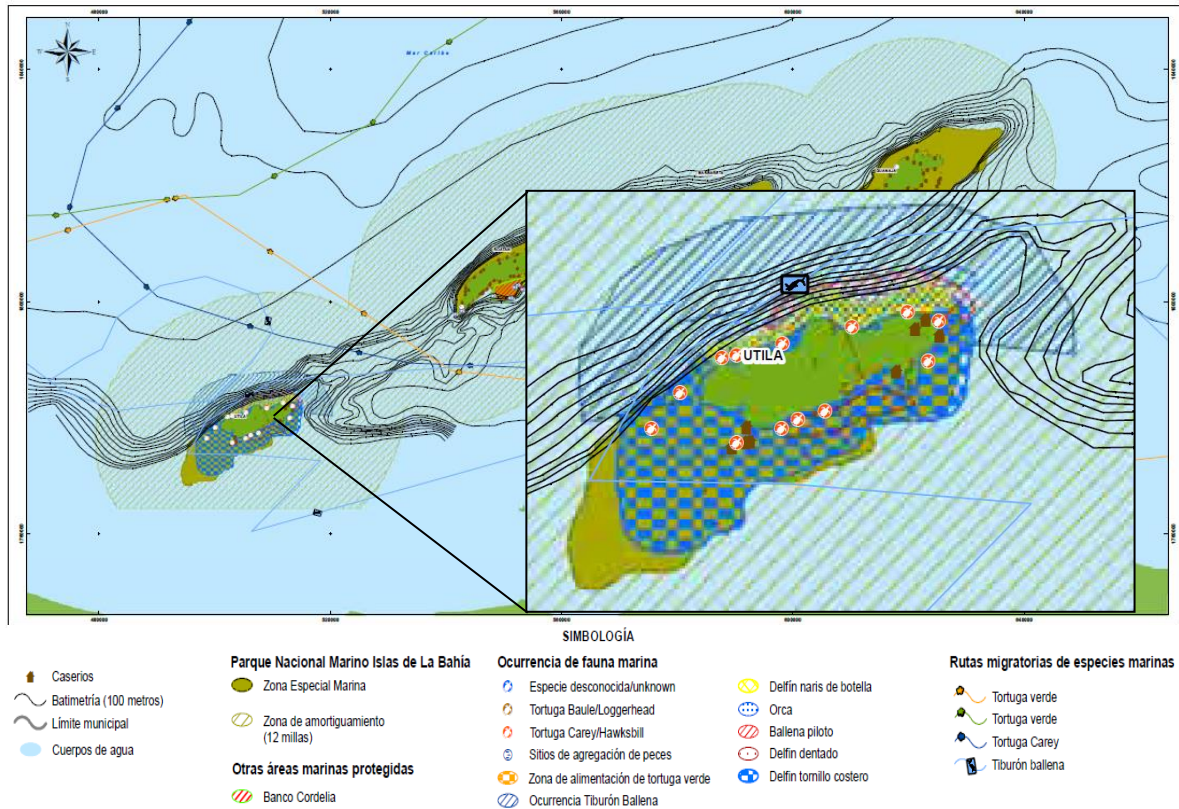 N
E
S
Mar Caribe
UTILA
SIMBOLOGÍA
Caserios
Batimetría (100 metros)
Límite municipal
Cuerpos de agua
Parque Nacional Marino Islas de La Bahía
Zona Especial Marina
Zona de amortiguamiento
(12 millas)
Otras áreas marinas protegidas
Banco Cordelia
Ocurrencia de fauna marina
Especie desconocida/unknown
Tortuga Baule/Loggerhead
Tortuga Carey/Hawksbill
Sitios de agregación de peces
Zona de alimentación de tortuga verde
Ocurrencia Tiburón Ballena
Delfín naris de botella
Orca
Ballena piloto
Delfin dentado
Delfin tornillo costero
Rutas migratorias de especies marinas
Tortuga verde
Tortuga verde
Tortuga Carey
Tiburón ballena